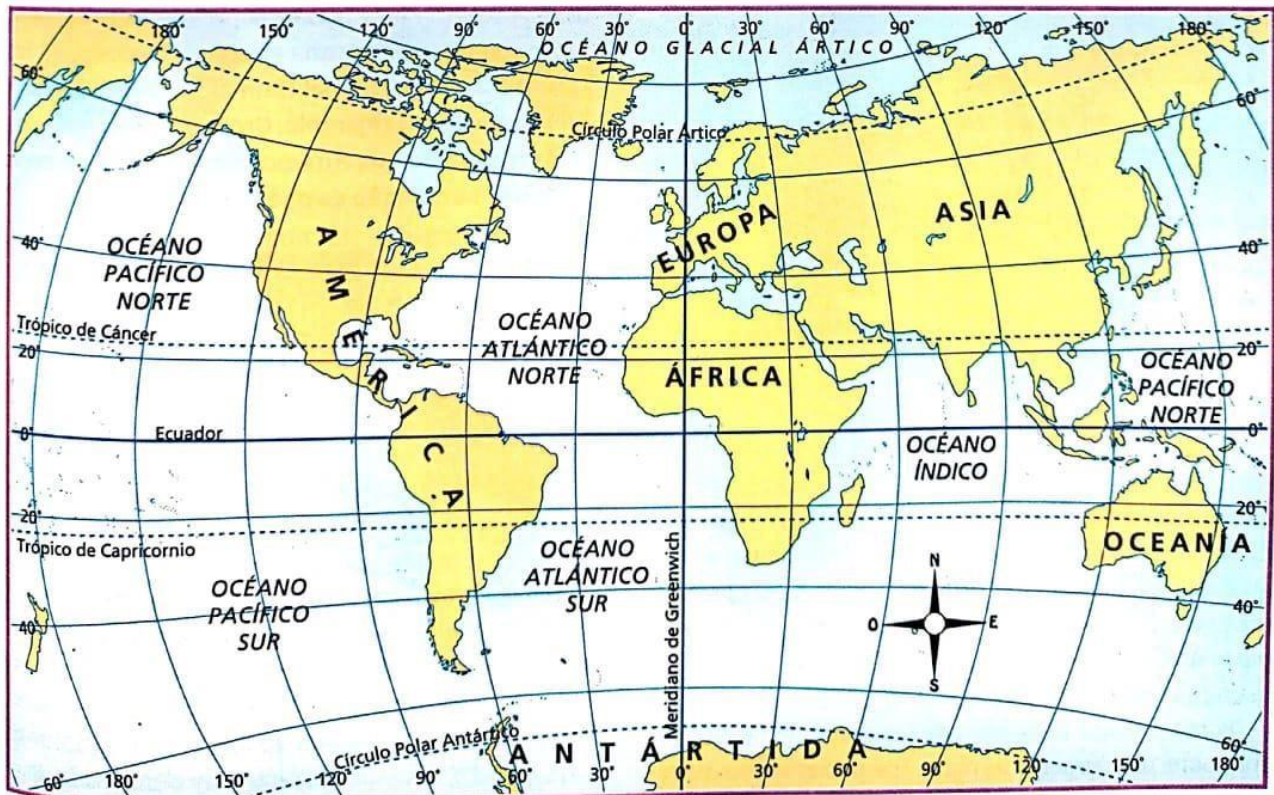 180° 150° 120° 90° 60° 30° 0° 30° 60° 90° 120° 150° 180°
OCÉANO GLACIAL ÁRTICO
60°
60°
Círculo Polar Ártico
EUROPA
ASIA
AMÉRICA
40°
40°
OCÉANO
PACÍFICO
NORTE
Trópico de Cáncer
OCÉANO
ATLÁNTICO
NORTE
20°
20°
ÁFRICA
OCÉANO
PACÍFICO
NORTE
Ecuador
0°
0°
OCÉANO
ÍNDICO
20°
20°
Trópico de Capricornio
OCEANÍA
OCÉANO
ATLÁNTICO
SUR
OCÉANO
PACÍFICO
SUR
Meridiano de Greenwich
N
O
E
S
40°
40°
Círculo Polar Antártico
ANTÁRTIDA
60°
60°
180° 150° 120° 90° 60° 30° 0° 30° 60° 90° 120° 150° 180°